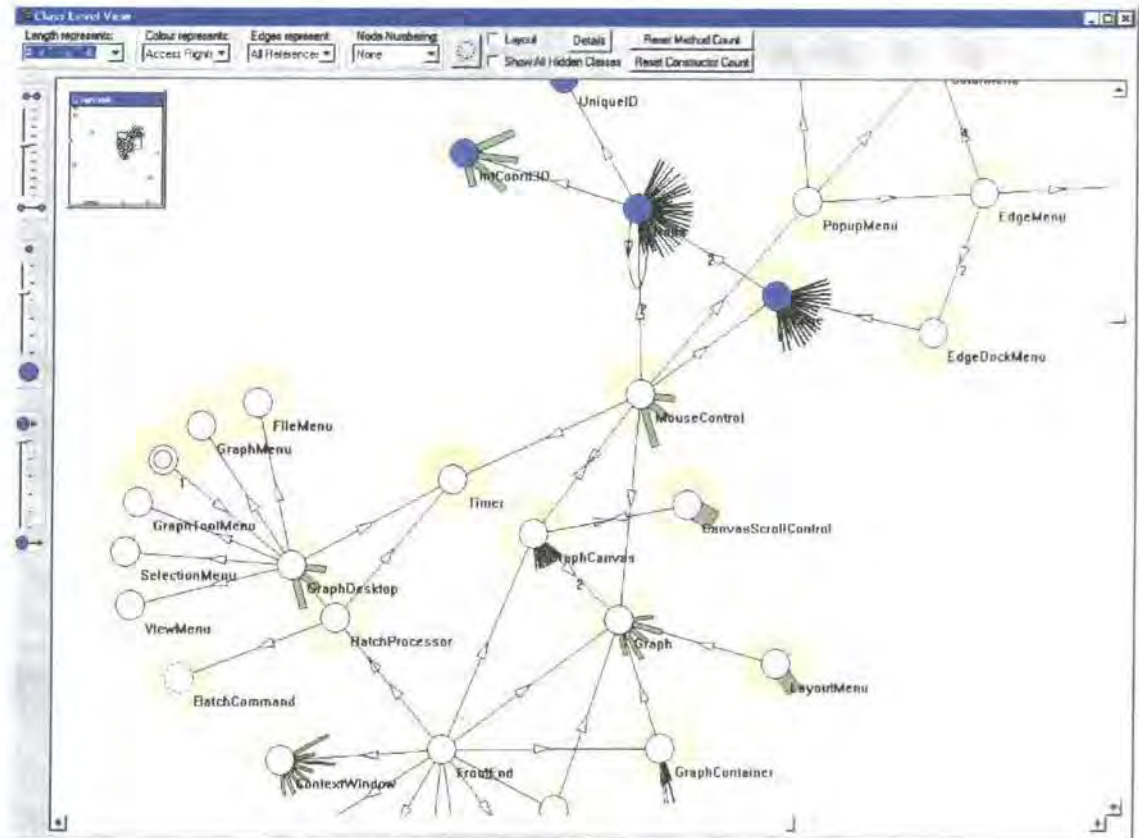 Class Level View
Length represents:
Colour represents:
Edges represent:
Node Numbering:
Access Rights
All References
None
Layout
Details
Reset Method Count
Show All Hidden Classes
Reset Constructor Count
UniqueID
IntCoord3D
PopupMenu
EdgeMenu
2
2
EdgeDockMenu
MouseControl
FileMenu
GraphMenu
1
Timer
GraphToolMenu
CanvasScrollControl
GraphCanvas
SelectionMenu
GraphDesktop
2
ViewMenu
BatchProcessor
Graph
LayoutMenu
BatchCommand
FrontEnd
GraphContainer
ContextWindow